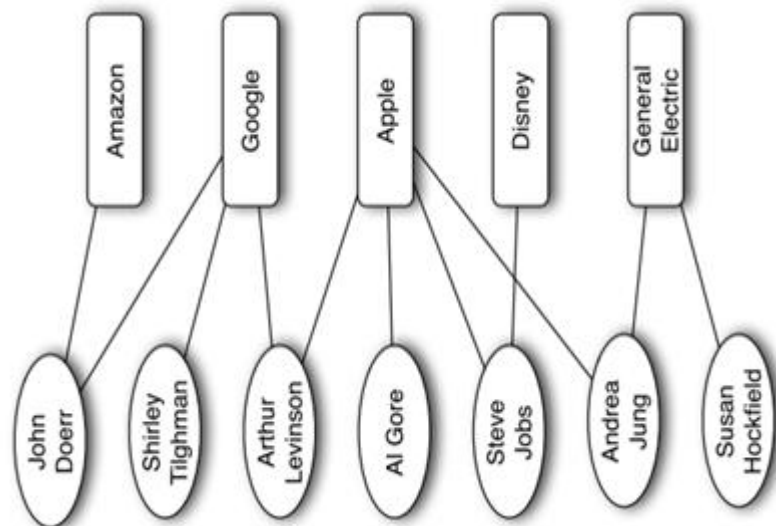 Amazon
Google
Apple
Disney
General
Electric
John
Doerr
Shirley
Tilghman
Arthur
Levinson
Al Gore
Steve
Jobs
Andrea
Jung
Susan
Hockfield